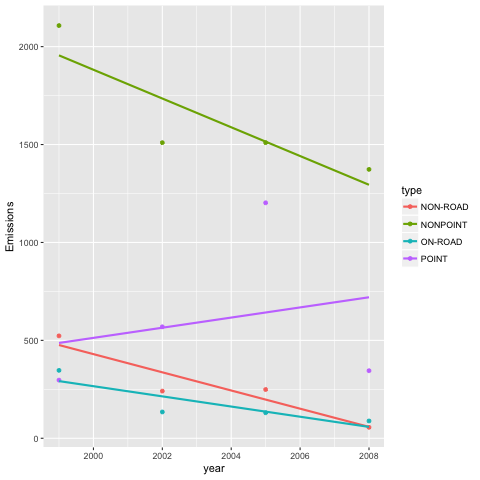 2000
1500
1000
500
0
Emissions
2000
2002
2004
2006
2008
year
type
NON-ROAD
NONPOINT
ON-ROAD
POINT